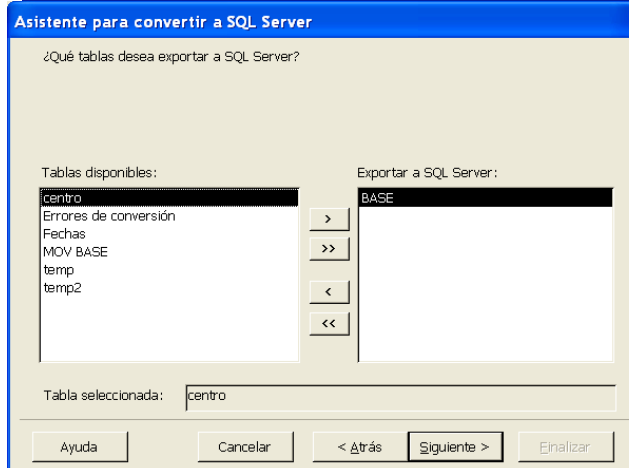 Asistente para convertir a SQL Server
¿Qué tablas desea exportar a SQL Server?
Tablas disponibles:
Exportar a SQL Server:
centro
Errores de conversión
Fechas
MOV BASE
temp
temp2
>
>>
<
<<
BASE
Tabla seleccionada:
centro
Ayuda
Cancelar
< Atrás
Siguiente >
Finalizar